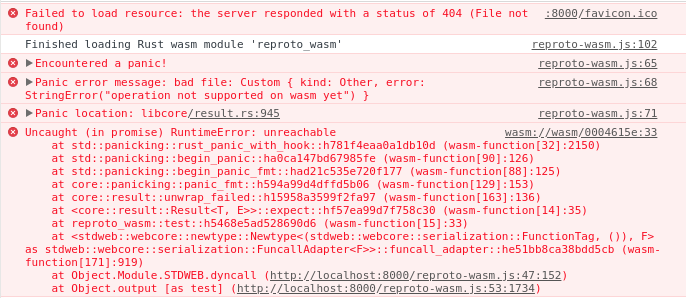 Failed to load resource: the server responded with a status of 404 (File not :8000/favicon.ico
found)
Finished loading Rust wasm module 'reproto_wasm' reproto-wasm.js:102
▶Encountered a panic! reproto-wasm.js:65
▶Panic error message: bad file: Custom { kind: Other, error: reproto-wasm.js:68
StringError("operation not supported on wasm yet") }
▶Panic location: libcore/result.rs:945 reproto-wasm.js:71
Uncaught (in promise) RuntimeError: unreachable wasm://wasm/0004615e:33
at std::panicking::rust_panic_with_hook::h781f4eaa0a1db10d (wasm-function[32]:2150)
at std::panicking::begin_panic::ha0ca147bd67985fe (wasm-function[90]:126)
at std::panicking::begin_panic_fmt::had21c535e720f177 (wasm-function[88]:125)
at core::panicking::panic_fmt::h594a99d4dffd5b06 (wasm-function[129]:153)
at core::result::unwrap_failed::h15958a3599f2fa97 (wasm-function[163]:136)
at <core::result::Result<T, E>>::expect::hf57ea99d7f758c30 (wasm-function[14]:35)
at reproto_wasm::test::h5468e5ad528690d6 (wasm-function[15]:33)
at <stdweb::webcore::newtype::Newtype<(stdweb::webcore::serialization::FunctionTag, ()), F>
as stdweb::webcore::serialization::FuncallAdapter<F>>::funcall_adapter::he51bb8ca38bdd5cb (wasm-
function[171]:919)
at Object.Module.STDWEB.dyncall (http://localhost:8000/reproto-wasm.js:47:152)
at Object.output [as test] (http://localhost:8000/reproto-wasm.js:53:1734)